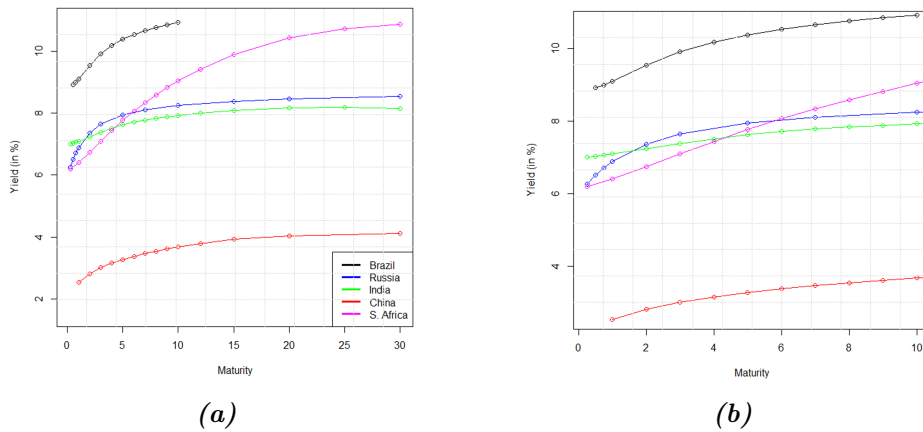 10
8
6
4
2
Yield (in %)
0
5
10
15
20
25
30
Maturity
Brazil
Russia
India
China
S. Africa
(a)
10
8
6
4
Yield (in %)
0
2
4
6
8
10
Maturity
(b)